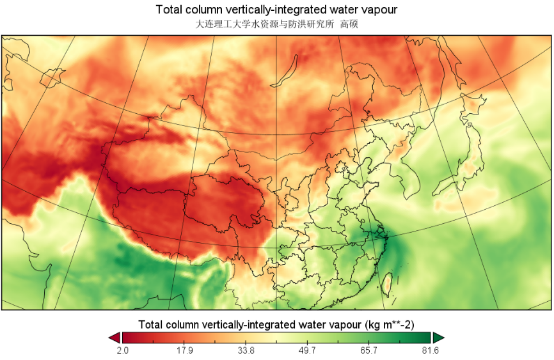 Total column vertically-integrated water vapour
大连理工大学水资源与防洪研究所 高硕
Total column vertically-integrated water vapour (kg m**-2)
2.0 17.9 33.8 49.7 65.7 81.6